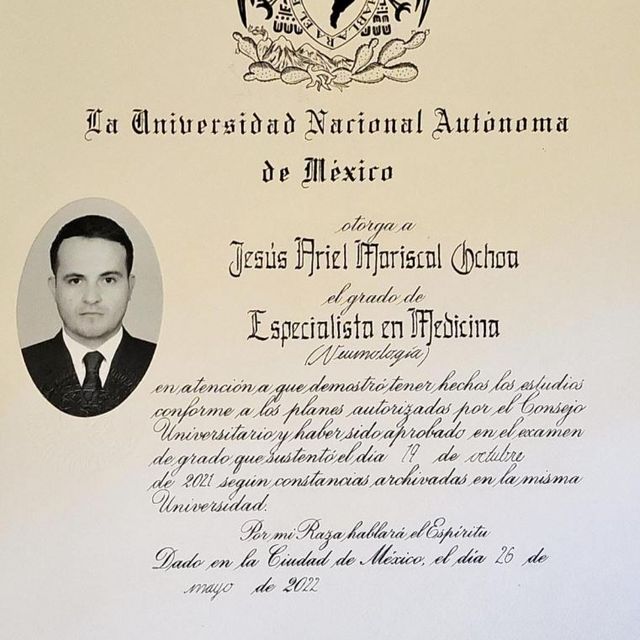 HABLARA EL E
La Universidad Nacional Autónoma
de México
otorga a
Jesús Ariel Mariscal Ochoa
el grado de
Especialista en Medicina
(Neumología)
en atención a que demostró tener hechos los estudios
conforme a los planes autorizados por el Consejo
Universitario y haber sido aprobado en el examen
de grado que sustentó el día 19 de octubre
de 2021 según constancias archivadas en la misma
Universidad.
Por mi Raza hablará el Espíritu
Dado en la Ciudad de México, el día 26 de
mayo de 2022